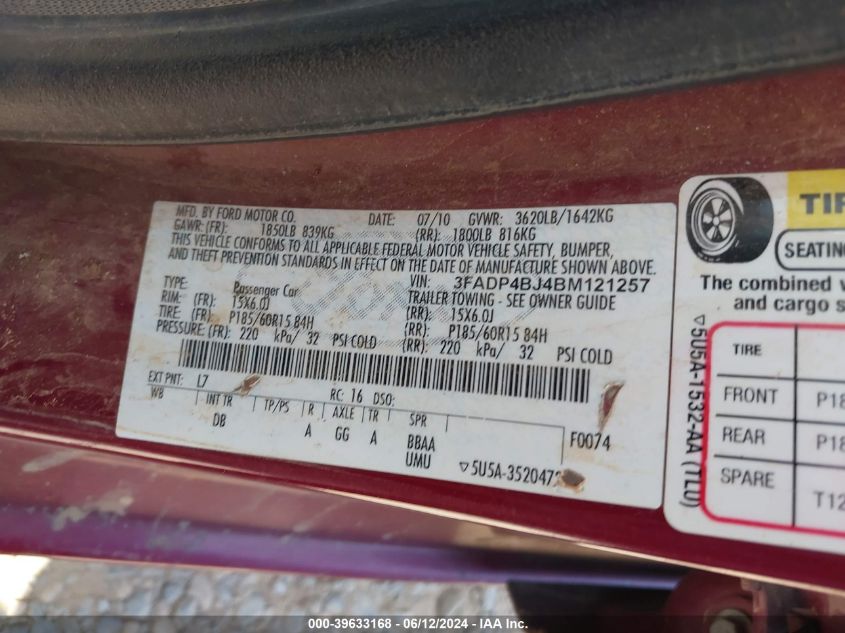 MFD. BY FORD MOTOR CO. DATE: 07/10 GVWR: 3620LB/1642KG
GAWR: (FR): 1850LB 839KG (RR): 1800LB 816KG
THIS VEHICLE CONFORMS TO ALL APPLICABLE FEDERAL MOTOR VEHICLE SAFETY, BUMPER,
AND THEFT PREVENTION STANDARDS IN EFFECT ON THE DATE OF MANUFACTURE SHOWN ABOVE.
VIN: 3FADP4BJ4BM121257
TYPE: Passenger Car TRAILER TOWING - SEE OWNER GUIDE
RIM: (FR): 15X6.0J (RR): 15X6.0J
TIRE: (FR): P185/60R15 84H (RR): P185/60R15 84H
PRESSURE: (FR): 220 kPa/ 32 PSI COLD (RR): 220 kPa/ 32 PSI COLD
EXT PNT: L7 RC: 16 DSO:
WB INT TR TP/PS R AXLE TR SPR
DB A GG A BBAA F0074
UMU ▽5U5A-352047
TIR
SEATING
The combined
and cargo s
▽5U5A-1532-AA (TLU)
TIRE
FRONT P18
REAR P18
SPARE T12
000-39633168 - 06/12/2024 - IAA Inc.